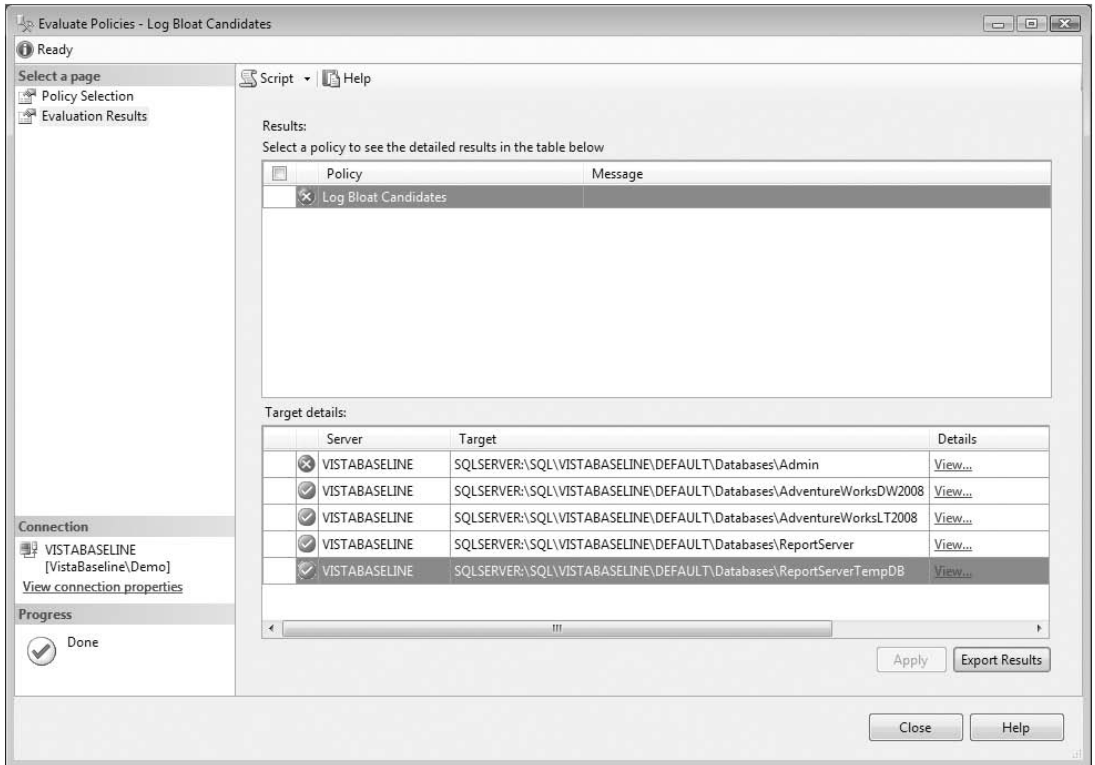 Evaluate Policies - Log Bloat Candidates
Ready
Select a page
Policy Selection
Evaluation Results
Script
Help
Results:
Select a policy to see the detailed results in the table below
Policy Message
Log Bloat Candidates
Target details:
Server Target Details
VISTABASELINE SQLSERVER:\SQL\VISTABASELINE\DEFAULT\Databases\Admin View...
VISTABASELINE SQLSERVER:\SQL\VISTABASELINE\DEFAULT\Databases\AdventureWorksDW2008 View...
VISTABASELINE SQLSERVER:\SQL\VISTABASELINE\DEFAULT\Databases\AdventureWorksLT2008 View...
VISTABASELINE SQLSERVER:\SQL\VISTABASELINE\DEFAULT\Databases\ReportServer View...
VISTABASELINE SQLSERVER:\SQL\VISTABASELINE\DEFAULT\Databases\ReportServerTempDB View...
Connection
VISTABASELINE
[VistaBaseline\Demo]
View connection properties
Progress
Done
Apply
Export Results
Close
Help